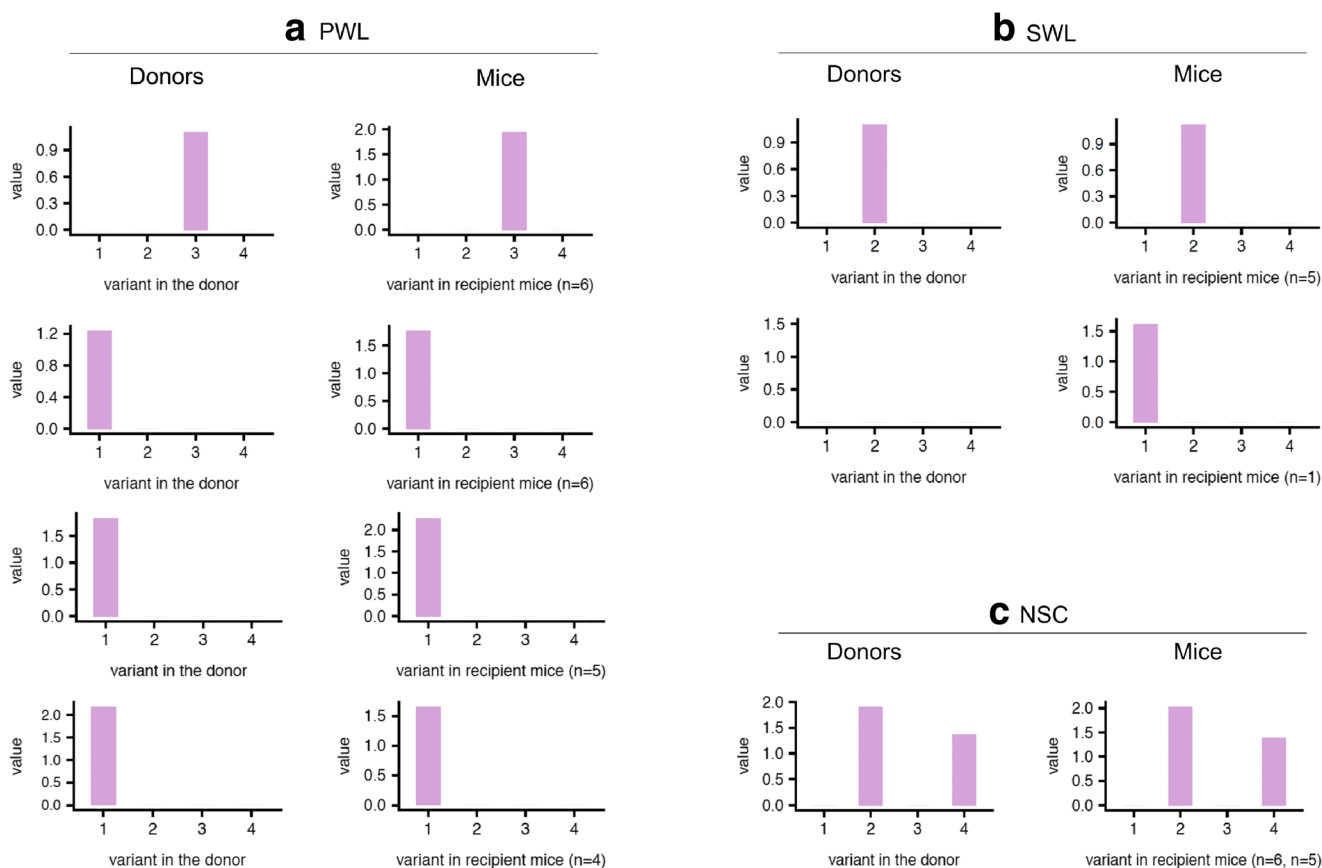 a PWL
Donors
Mice
value
0.9
0.6
0.3
0.0
1 2 3 4
variant in the donor
value
2.0
1.5
1.0
0.5
0.0
1 2 3 4
variant in recipient mice (n=6)
value
1.2
0.8
0.4
0.0
1 2 3 4
variant in the donor
value
1.5
1.0
0.5
0.0
1 2 3 4
variant in recipient mice (n=6)
value
1.5
1.0
0.5
0.0
1 2 3 4
variant in the donor
value
2.0
1.5
1.0
0.5
0.0
1 2 3 4
variant in recipient mice (n=5)
value
2.0
1.5
1.0
0.5
0.0
1 2 3 4
variant in the donor
value
1.5
1.0
0.5
0.0
1 2 3 4
variant in recipient mice (n=4)
b SWL
Donors
Mice
value
0.9
0.6
0.3
0.0
1 2 3 4
variant in the donor
value
0.9
0.6
0.3
0.0
1 2 3 4
variant in recipient mice (n=5)
value
1.5
1.0
0.5
0.0
1 2 3 4
variant in the donor
value
1.5
1.0
0.5
0.0
1 2 3 4
variant in recipient mice (n=1)
c NSC
Donors
Mice
value
2.0
1.5
1.0
0.5
0.0
1 2 3 4
variant in the donor
value
2.0
1.5
1.0
0.5
0.0
1 2 3 4
variant in recipient mice (n=6, n=5)